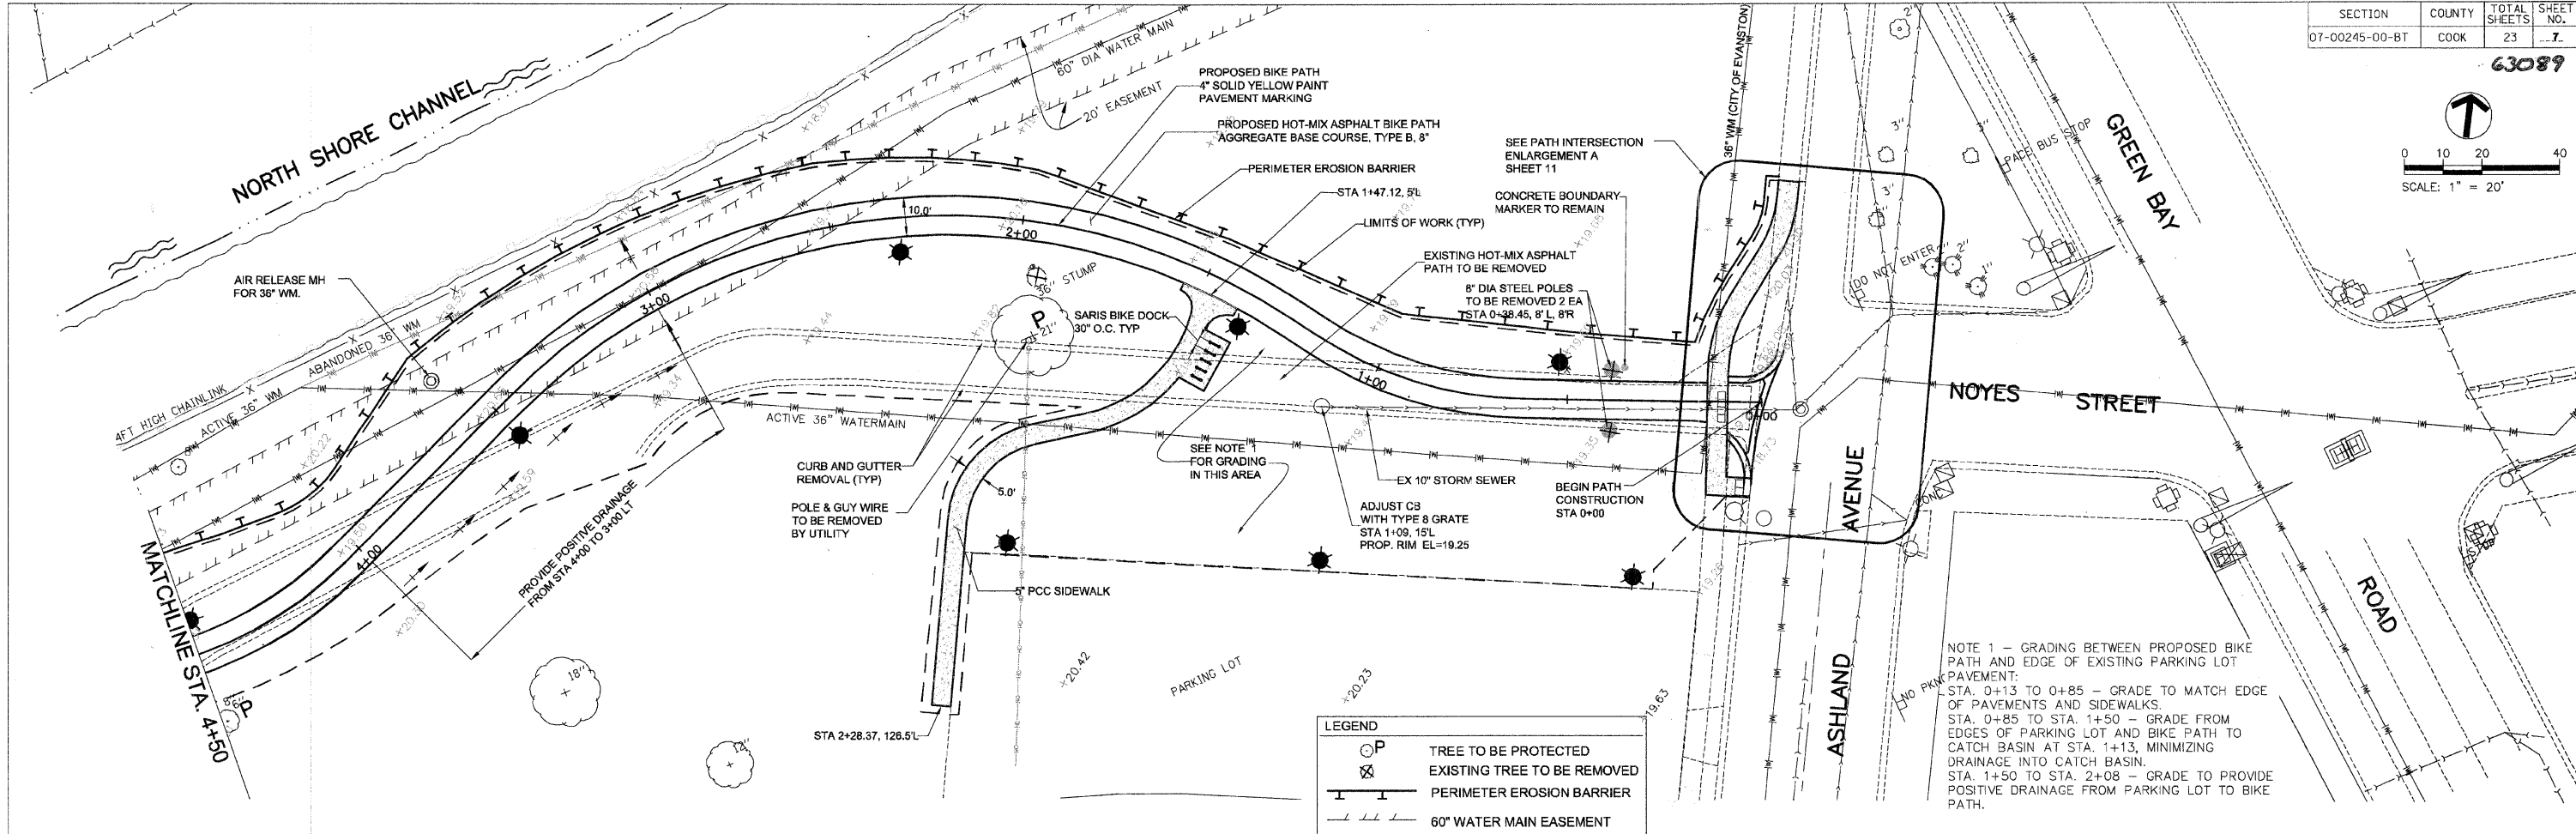 SECTION COUNTY TOTAL SHEETS SHEET NO.
07-00245-00-BT COOK 23 7
63089
0 10 20 40
SCALE: 1" = 20'
NORTH SHORE CHANNEL
60" DIA WATER MAIN
20' EASEMENT
PROPOSED BIKE PATH
4" SOLID YELLOW PAINT
PAVEMENT MARKING
PROPOSED HOT-MIX ASPHALT BIKE PATH
AGGREGATE BASE COURSE, TYPE B, 8"
PERIMETER EROSION BARRIER
STA 1+47.12, 5'L
LIMITS OF WORK (TYP)
EXISTING HOT-MIX ASPHALT
PATH TO BE REMOVED
8" DIA STEEL POLES
TO BE REMOVED 2 EA
STA 0+38.45, 8' L, 8'R
SEE PATH INTERSECTION
ENLARGEMENT A
SHEET 11
CONCRETE BOUNDARY
MARKER TO REMAIN
36" WM (CITY OF EVANSTON)
GREEN BAY
ROAD
PACE BUS STOP
DO NOT ENTER
2"
3"
3"
3"
2"
1"
NOYES STREET
ASHLAND
AVENUE
AIR RELEASE MH
FOR 36" WM.
4FT HIGH CHAINLINK
ABANDONED 36" WM
ACTIVE 36" WM
10.0'
0+00
1+00
2+00
3+00
4+00
36" STUMP
P
21"
SARIS BIKE DOCK
30" O.C. TYP
ACTIVE 36" WATERMAIN
CURB AND GUTTER
REMOVAL (TYP)
POLE & GUY WIRE
TO BE REMOVED
BY UTILITY
5.0'
SEE NOTE 1
FOR GRADING
IN THIS AREA
EX 10" STORM SEWER
ADJUST CB
WITH TYPE 8 GRATE
STA 1+09, 15'L
PROP. RIM EL=19.25
BEGIN PATH
CONSTRUCTION
STA 0+00
PROVIDE POSITIVE DRAINAGE
FROM STA 4+00 TO 3+00 LT
5" PCC SIDEWALK
MATCHLINE STA. 4+50
P
18"
12"
STA 2+28.37, 126.5'L
×20.42
PARKING LOT
×20.23
×19.63
NO PKNG
LEGEND
P TREE TO BE PROTECTED
EXISTING TREE TO BE REMOVED
PERIMETER EROSION BARRIER
60" WATER MAIN EASEMENT
NOTE 1 – GRADING BETWEEN PROPOSED BIKE
PATH AND EDGE OF EXISTING PARKING LOT
PAVEMENT:
STA. 0+13 TO 0+85 – GRADE TO MATCH EDGE
OF PAVEMENTS AND SIDEWALKS.
STA. 0+85 TO STA. 1+50 – GRADE FROM
EDGES OF PARKING LOT AND BIKE PATH TO
CATCH BASIN AT STA. 1+13, MINIMIZING
DRAINAGE INTO CATCH BASIN.
STA. 1+50 TO STA. 2+08 – GRADE TO PROVIDE
POSITIVE DRAINAGE FROM PARKING LOT TO BIKE
PATH.